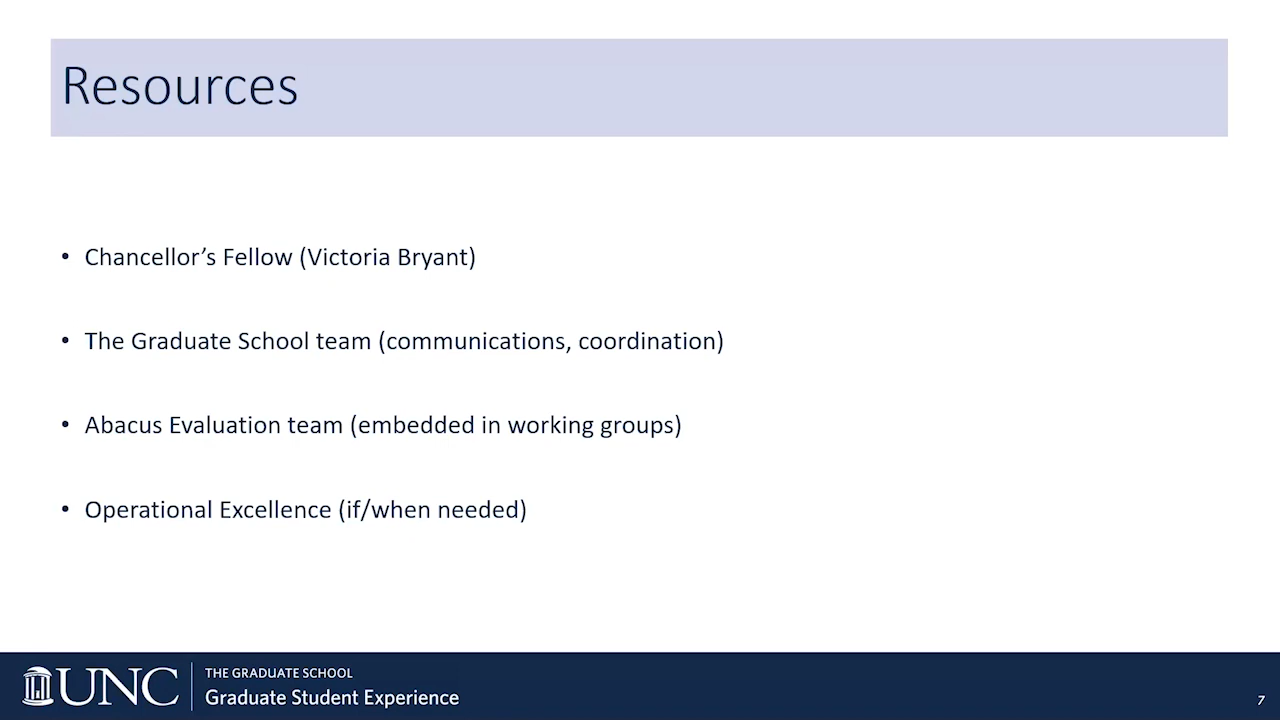 Resources
• Chancellor’s Fellow (Victoria Bryant)
• The Graduate School team (communications, coordination)
• Abacus Evaluation team (embedded in working groups)
• Operational Excellence (if/when needed)
UNC
THE GRADUATE SCHOOL
Graduate Student Experience
7